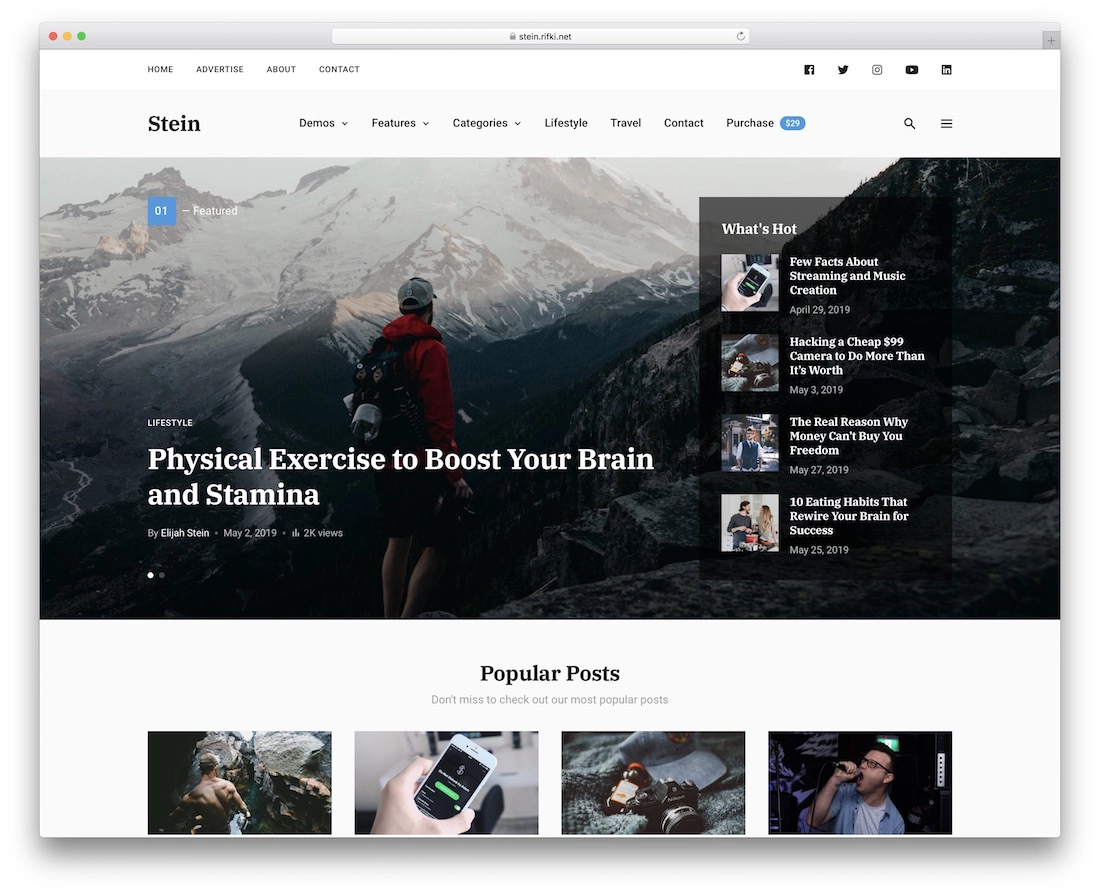 stein.rifki.net
HOME ADVERTISE ABOUT CONTACT
Stein
Demos Features Categories Lifestyle Travel Contact Purchase $29
01 — Featured
LIFESTYLE
Physical Exercise to Boost Your Brain
and Stamina
By Elijah Stein • May 2, 2019 • 2K views
What's Hot
Few Facts About
Streaming and Music
Creation
April 29, 2019
Hacking a Cheap $99
Camera to Do More Than
It's Worth
May 3, 2019
The Real Reason Why
Money Can't Buy You
Freedom
May 27, 2019
10 Eating Habits That
Rewire Your Brain for
Success
May 25, 2019
Popular Posts
Don't miss to check out our most popular posts